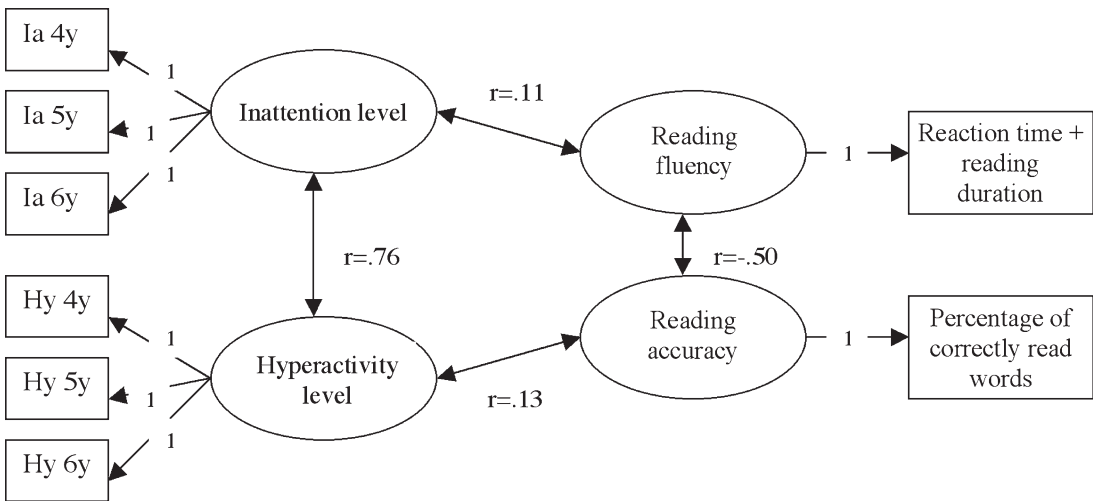 Ia 4y
1
Ia 5y
1
Ia 6y
1
Inattention level
r=.11
Reading
fluency
1
Reaction time +
reading
duration
r=.76
r=-.50
Hy 4y
1
Hy 5y
1
Hy 6y
1
Hyperactivity
level
r=.13
Reading
accuracy
1
Percentage of
correctly read
words